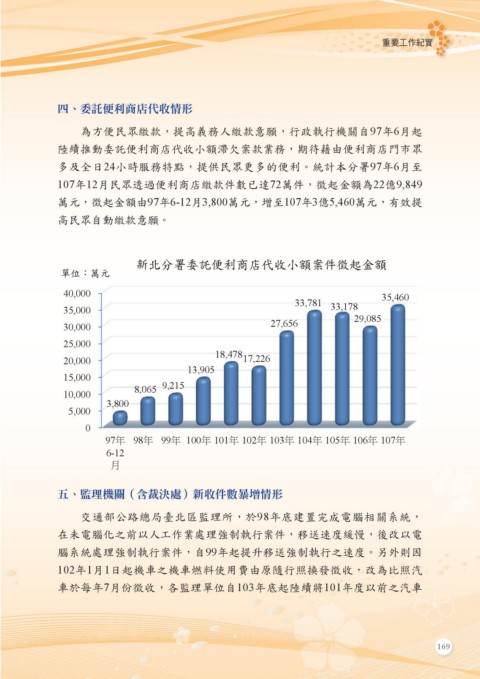 重要工作紀實
四、委託便利商店代收情形
為方便民眾繳款，提高義務人繳款意願，行政執行機關自97年6月起
陸續推動委託便利商店代收小額滯欠案款業務，期待藉由便利商店門市眾
多及全日24小時服務特點，提供民眾更多的便利。統計本分署97年6月至
107年12月民眾透過便利商店繳款件數已達72萬件，徵起金額為22億9,849
萬元，徵起金額由97年6-12月3,800萬元，增至107年3億5,460萬元，有效提
高民眾自動繳款意願。
新北分署委託便利商店代收小額案件徵起金額
單位：萬元
40,000
35,000
30,000
25,000
20,000
15,000
10,000
5,000
0
3,800
8,065
9,215
13,905
18,478
17,226
27,656
33,781
33,178
29,085
35,460
97年 98年 99年 100年 101年 102年 103年 104年 105年 106年 107年
6-12
月
五、監理機關（含裁決處）新收件數暴增情形
交通部公路總局臺北區監理所，於98年底建置完成電腦相關系統，
在未電腦化之前以人工作業處理強制執行案件，移送速度緩慢，後改以電
腦系統處理強制執行案件，自99年起提升移送強制執行之速度。另外則因
102年1月1日起機車之機車燃料使用費由原隨行照換發徵收，改為比照汽
車於每年7月份徵收，各監理單位自103年底起陸續將101年度以前之汽車
169